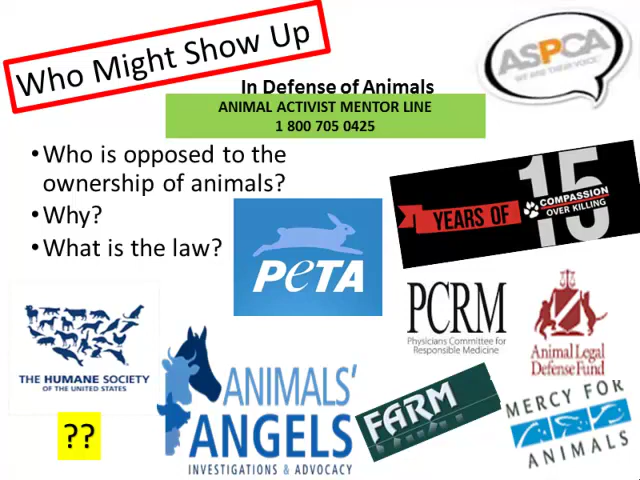 Who Might Show Up
ASPCA
WE ARE THEIR VOICE
In Defense of Animals
ANIMAL ACTIVIST MENTOR LINE
1 800 705 0425
•Who is opposed to the
ownership of animals?
•Why?
•What is the law?
YEARS OF
15
COMPASSION
OVER KILLING
PeTA
PCRM
Physicians Committee for
Responsible Medicine
Animal Legal
Defense Fund
THE HUMANE SOCIETY
OF THE UNITED STATES
??
ANIMALS'
ANGELS
INVESTIGATIONS & ADVOCACY
FARM
MERCY FOR
ANIMALS